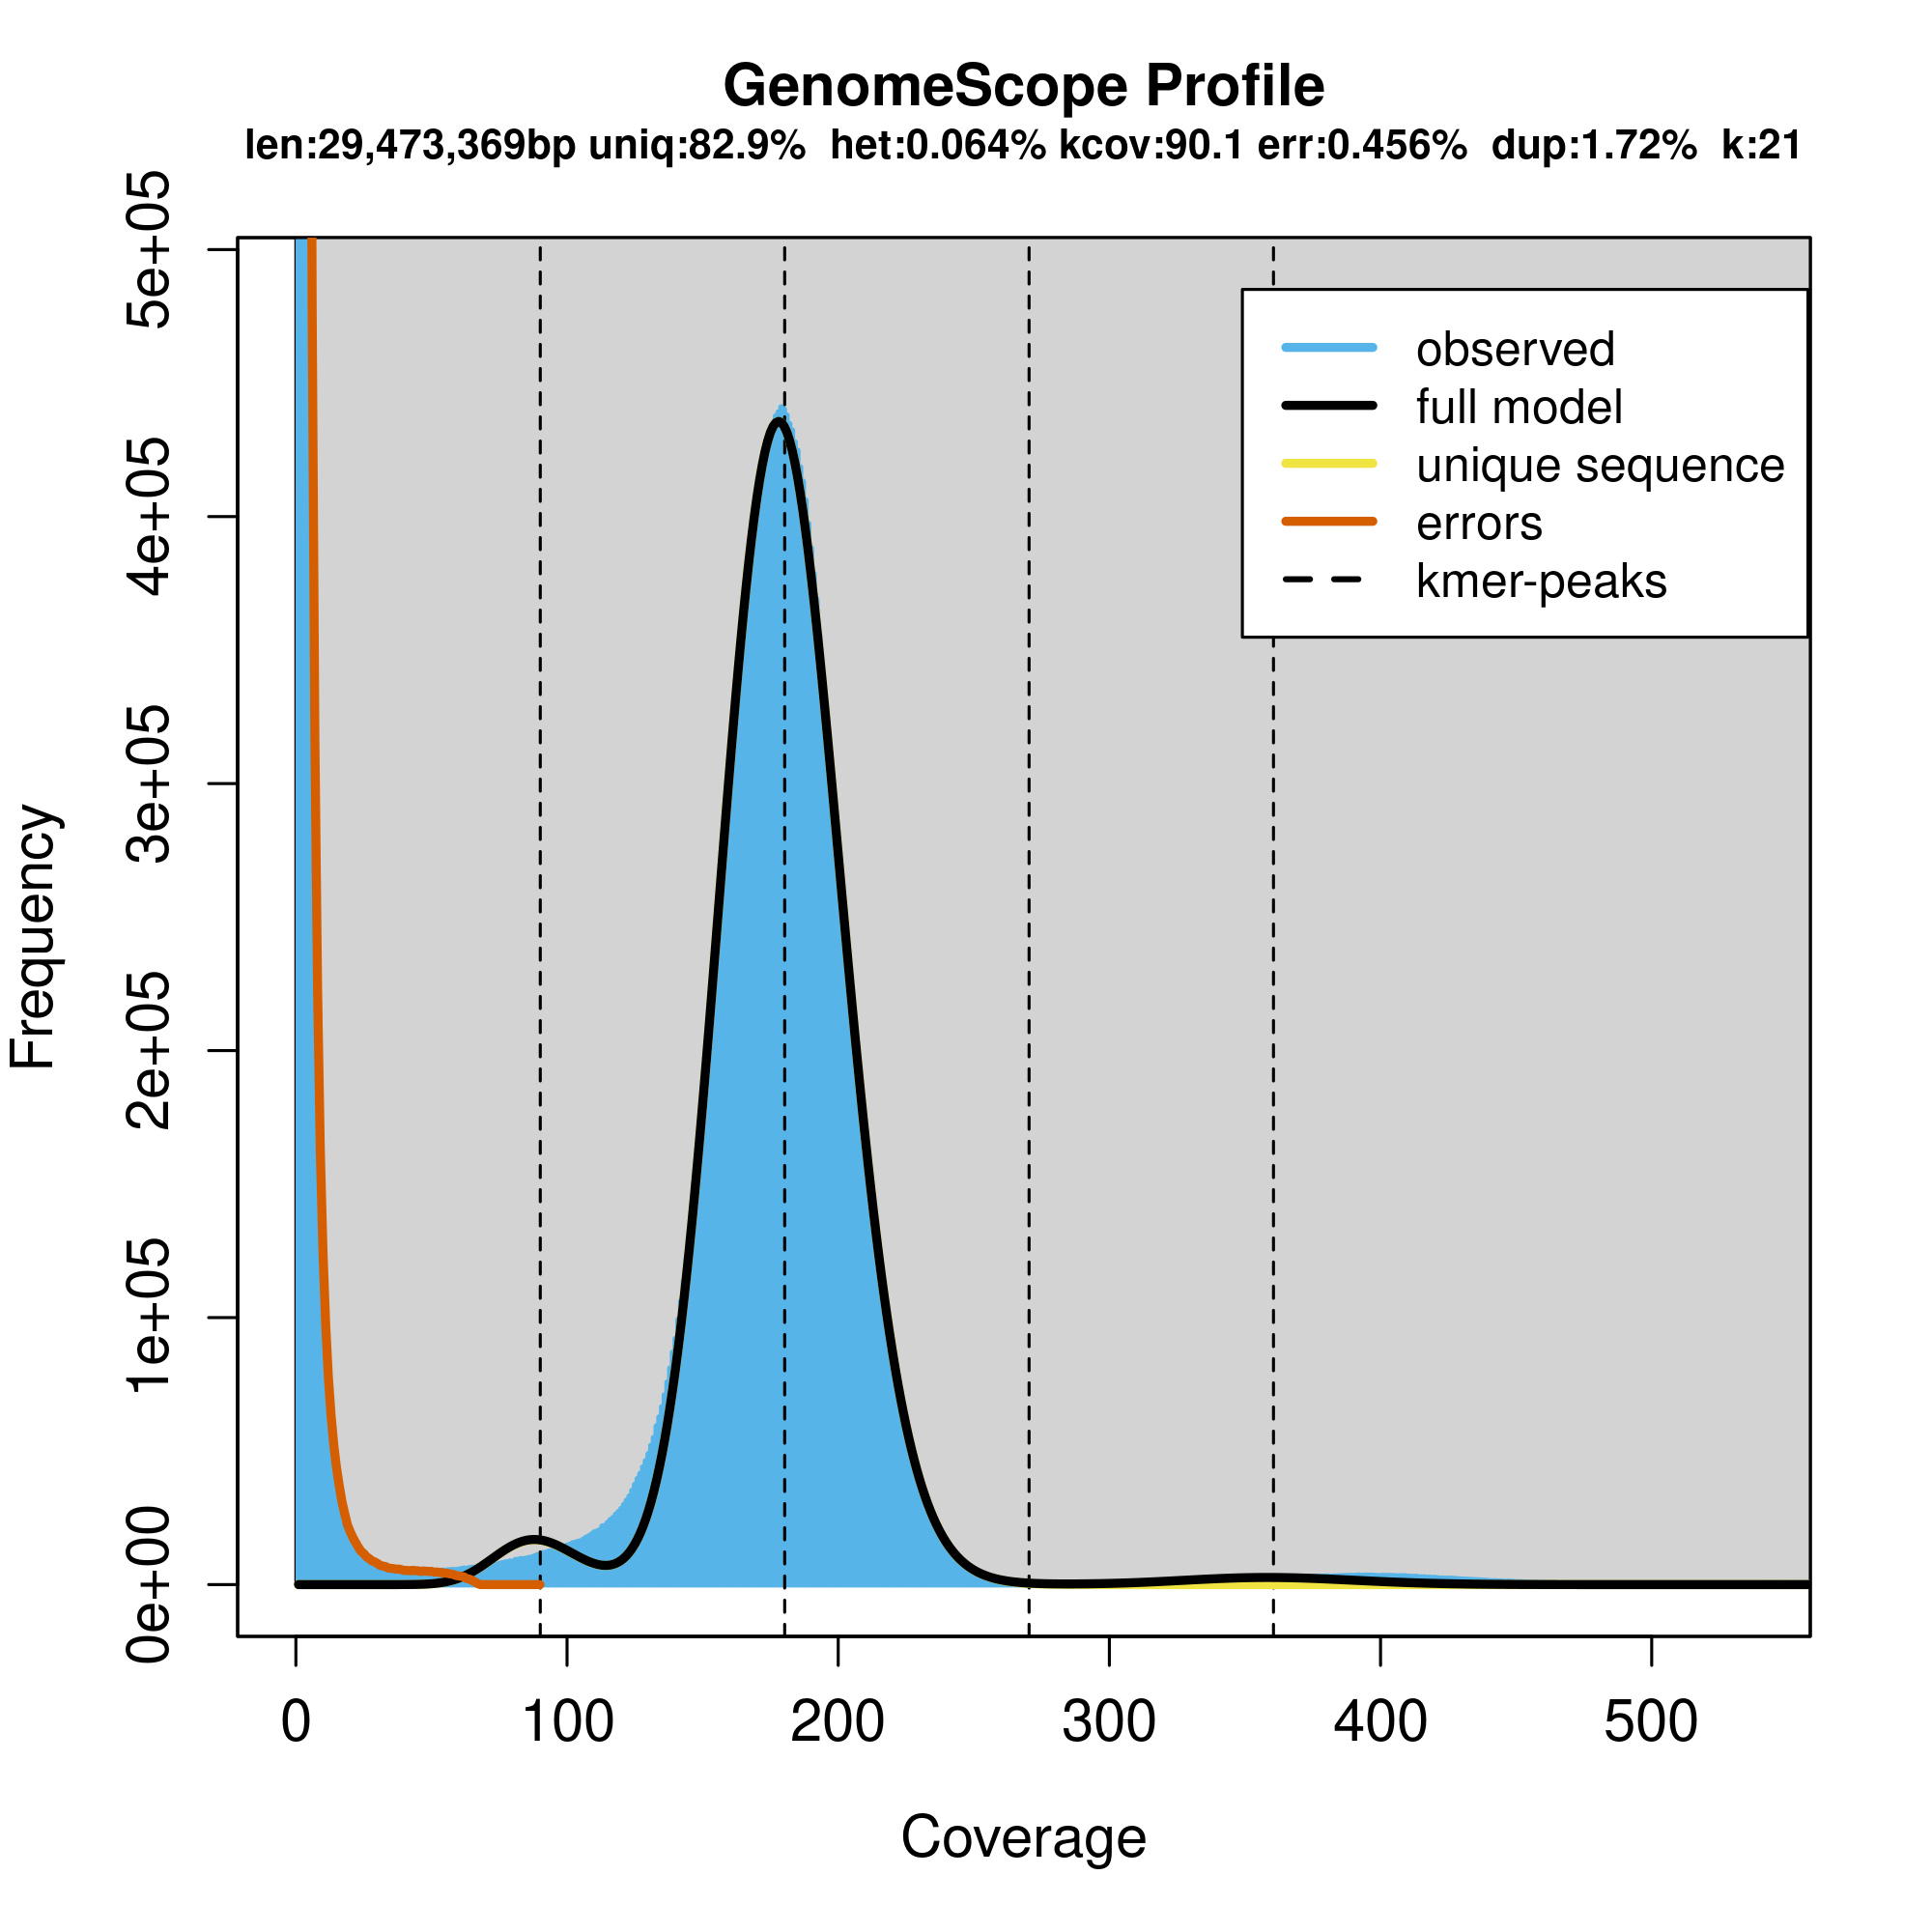 GenomeScope Profile
len:29,473,369bp uniq:82.9% het:0.064% kcov:90.1 err:0.456% dup:1.72% k:21
observed
full model
unique sequence
errors
kmer-peaks
Frequency
5e+05
4e+05
3e+05
2e+05
1e+05
0e+00
0 100 200 300 400 500
Coverage